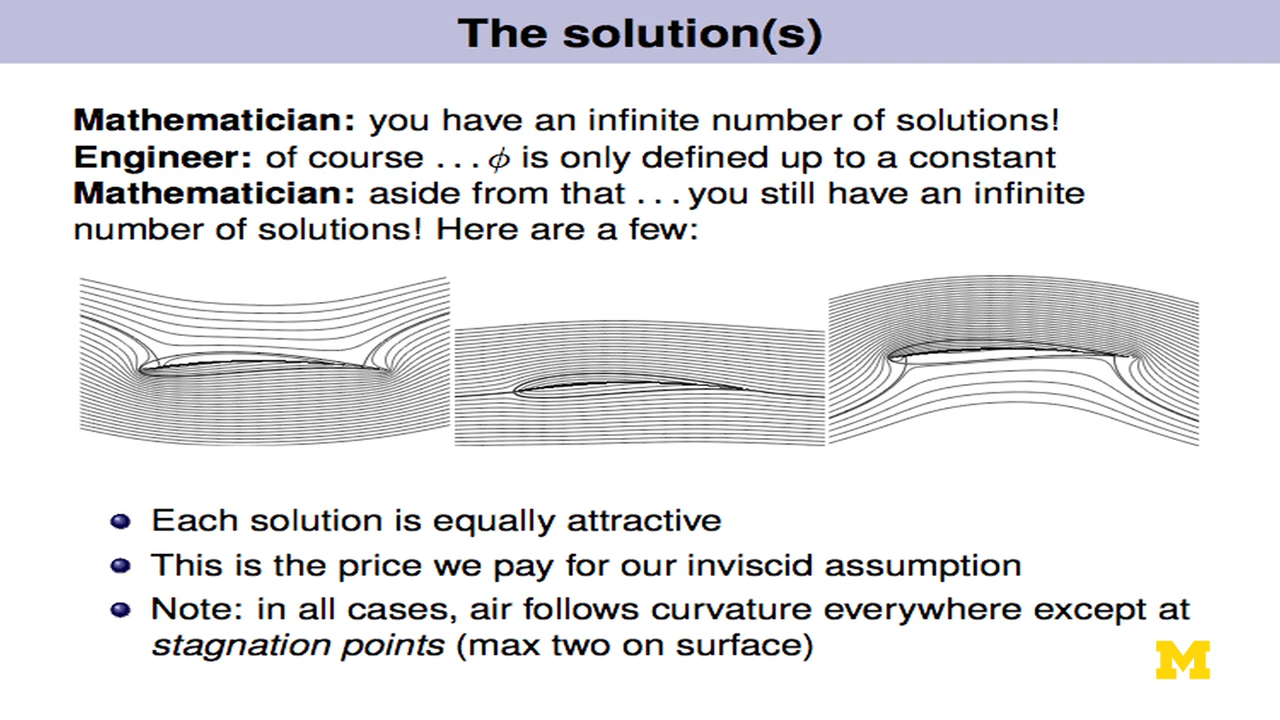 The solution(s)
Mathematician: you have an infinite number of solutions!
Engineer: of course ...ϕ is only defined up to a constant
Mathematician: aside from that ...you still have an infinite
number of solutions! Here are a few:
Each solution is equally attractive
This is the price we pay for our inviscid assumption
Note: in all cases, air follows curvature everywhere except at
stagnation points (max two on surface)
M